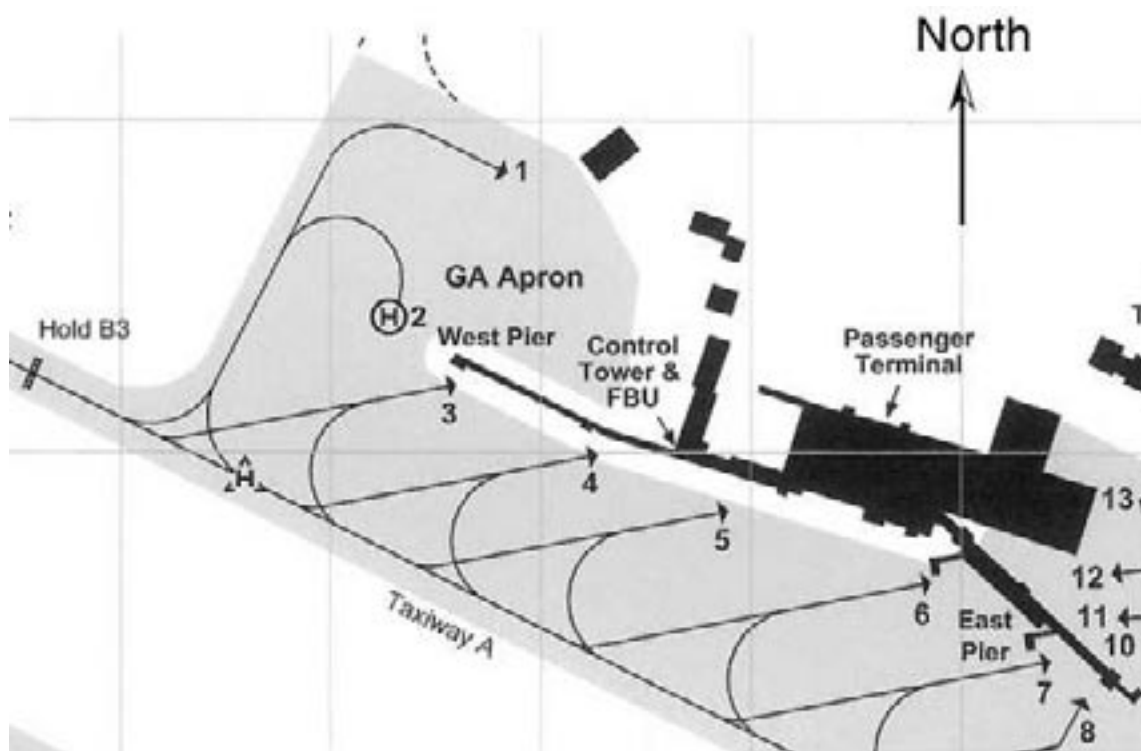 North
1
GA Apron
H
2
Hold B3
West Pier
Control
Tower &
FBU
Passenger
Terminal
3
H
4
5
13
12
6
East
Pier
11
10
7
8
Taxiway A